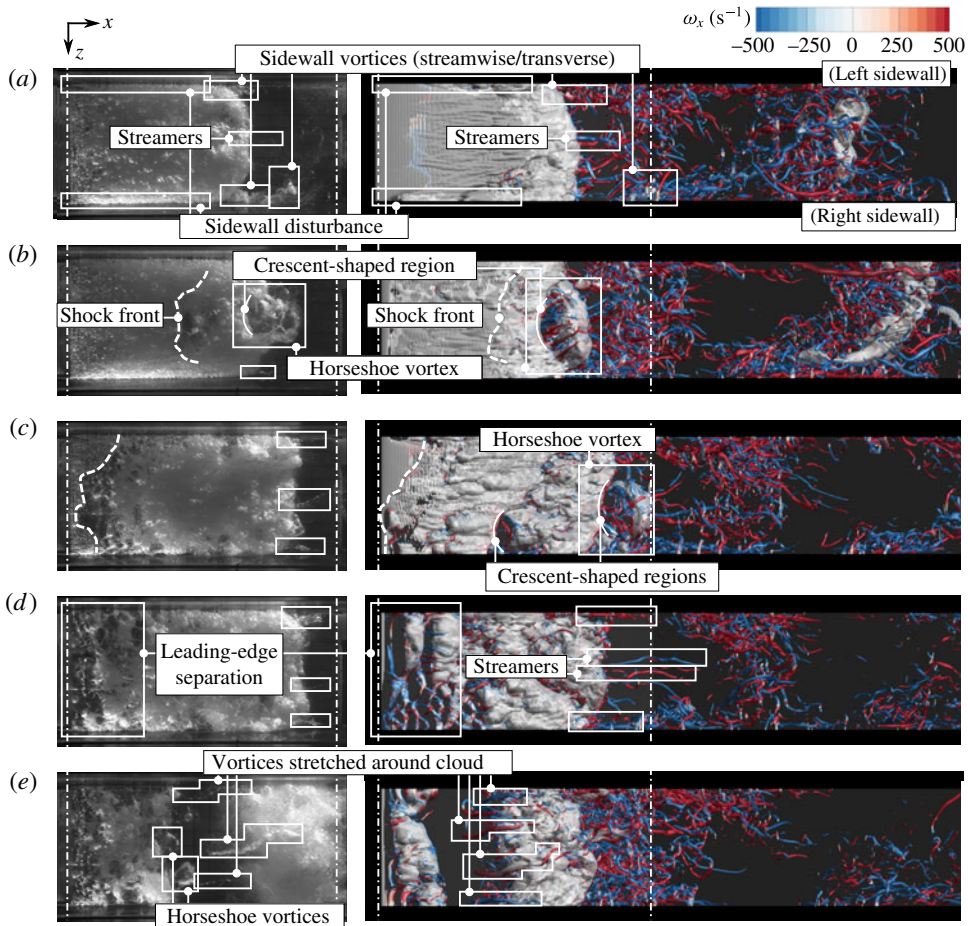 x
z
ωx (s−1)
−500 −250 0 250 500
(a)
Sidewall vortices (streamwise/transverse)
(Left sidewall)
Streamers
Streamers
(Right sidewall)
Sidewall disturbance
(b)
Crescent-shaped region
Shock front
Shock front
Horseshoe vortex
(c)
Horseshoe vortex
Crescent-shaped regions
(d)
Leading-edge
separation
Streamers
(e)
Vortices stretched around cloud
Horseshoe vortices